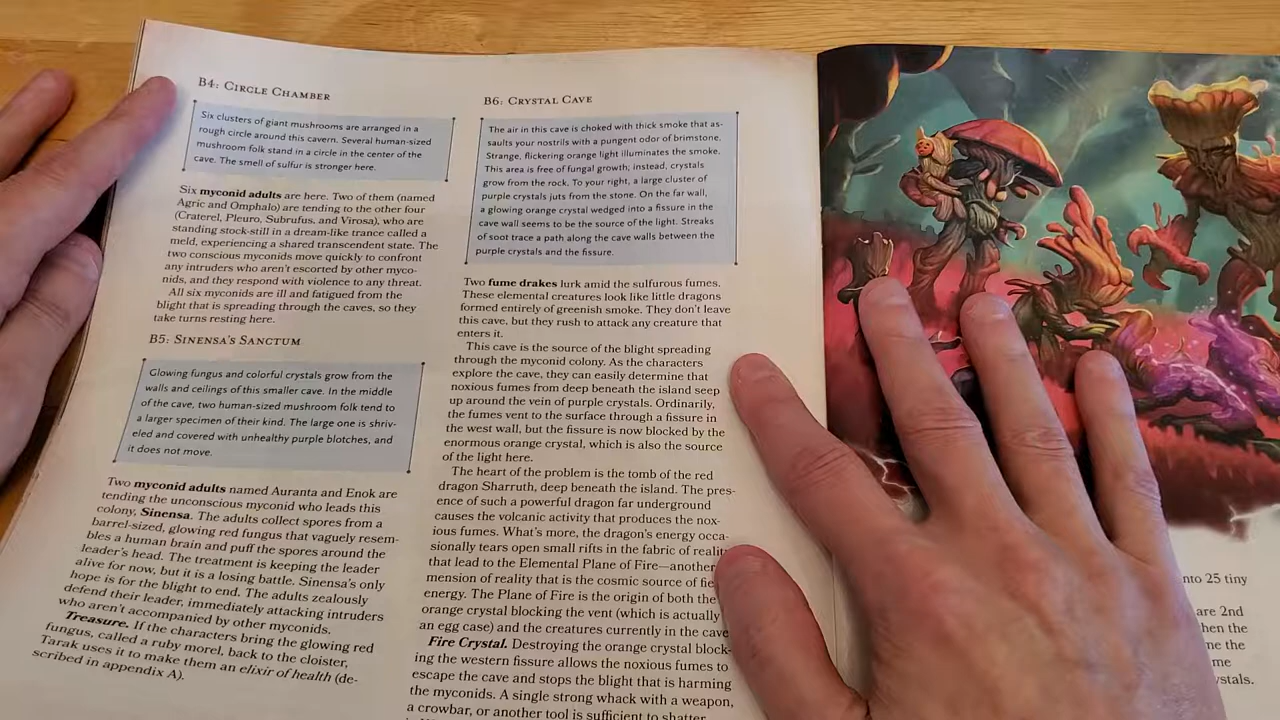 B4: Circle Chamber
Six clusters of giant mushrooms are arranged in a
rough circle around this cavern. Several human-sized
mushroom folk stand in a circle in the center of the
cave. The smell of sulfur is stronger here.
Six myconid adults are here. Two of them (named
Agric and Omphalo) are tending to the other four
(Craterel, Pleuro, Subrufus, and Virosa), who are
standing stock-still in a dream-like trance called a
meld, experiencing a shared transcendent state. The
two conscious myconids move quickly to confront
any intruders who aren't escorted by other myco-
nids, and they respond with violence to any threat.
All six myconids are ill and fatigued from the
blight that is spreading through the caves, so they
take turns resting here.
B5: Sinensa's Sanctum
Glowing fungus and colorful crystals grow from the
walls and ceilings of this smaller cave. In the middle
of the cave, two human-sized mushroom folk tend to
a larger specimen of their kind. The large one is shriv-
eled and covered with unhealthy purple blotches, and
it does not move.
Two myconid adults named Auranta and Enok are
tending the unconscious myconid who leads this
colony, Sinensa. The adults collect spores from a
barrel-sized, glowing red fungus that vaguely resem-
bles a human brain and puff the spores around the
leader's head. The treatment is keeping the leader
alive for now, but it is a losing battle. Sinensa's only
hope is for the blight to end. The adults zealously
defend their leader, immediately attacking intruders
who aren't accompanied by other myconids.
Treasure. If the characters bring the glowing red
fungus, called a ruby morel, back to the cloister,
Tarak uses it to make them an elixir of health (de-
scribed in appendix A).
B6: Crystal Cave
The air in this cave is choked with thick smoke that as-
saults your nostrils with a pungent odor of brimstone.
Strange, flickering orange light illuminates the smoke.
This area is free of fungal growth; instead, crystals
grow from the rock. To your right, a large cluster of
purple crystals juts from the stone. On the far wall,
a glowing orange crystal wedged into a fissure in the
cave wall seems to be the source of the light. Streaks
of soot trace a path along the cave walls between the
purple crystals and the fissure.
Two fume drakes lurk amid the sulfurous fumes.
These elemental creatures look like little dragons
formed entirely of greenish smoke. They don't leave
this cave, but they rush to attack any creature that
enters it.
This cave is the source of the blight spreading
through the myconid colony. As the characters
explore the cave, they can easily determine that
noxious fumes from deep beneath the island seep
up around the vein of purple crystals. Ordinarily,
the fumes vent to the surface through a fissure in
the west wall, but the fissure is now blocked by the
enormous orange crystal, which is also the source
of the light here.
The heart of the problem is the tomb of the red
dragon Sharruth, deep beneath the island. The pres-
ence of such a powerful dragon far underground
causes the volcanic activity that produces the nox-
ious fumes. What's more, the dragon's energy occa-
sionally tears open small rifts in the fabric of reality
that lead to the Elemental Plane of Fire—another
mension of reality that is the cosmic source of
energy. The Plane of Fire is the origin of both the
orange crystal blocking the vent (which is actually
an egg case) and the creatures currently in the cave
Fire Crystal. Destroying the orange crystal block-
ing the western fissure allows the noxious fumes to
escape the cave and stops the blight that is harming
the myconids. A single strong whack with a weapon,
a crowbar, or another tool is sufficient to shatter
into 25 tiny
are 2nd
hen the
me the
me
ystals.